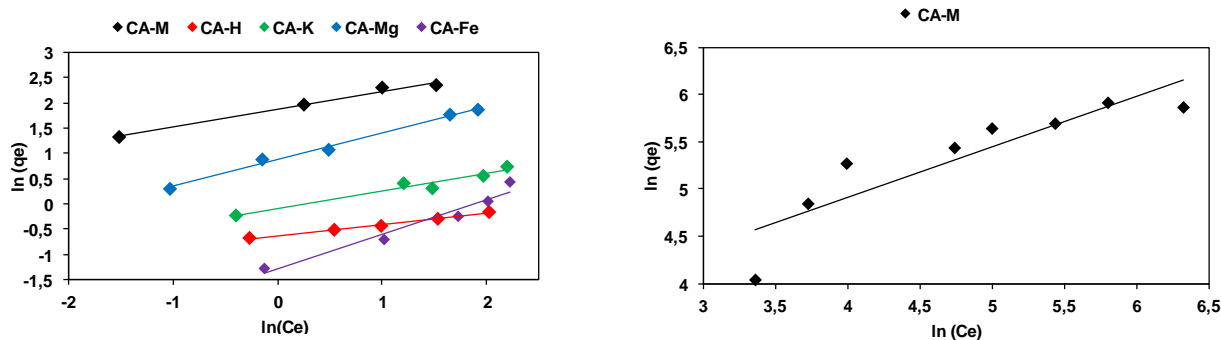 CA-M CA-H CA-K CA-Mg CA-Fe
ln (qe)
3
2,5
2
1,5
1
0,5
0
-0,5
-1
-1,5
-2 -1 0 1 2
ln(Ce)
CA-M
ln (qe)
6,5
6
5,5
5
4,5
4
3 3,5 4 4,5 5 5,5 6 6,5
ln (Ce)